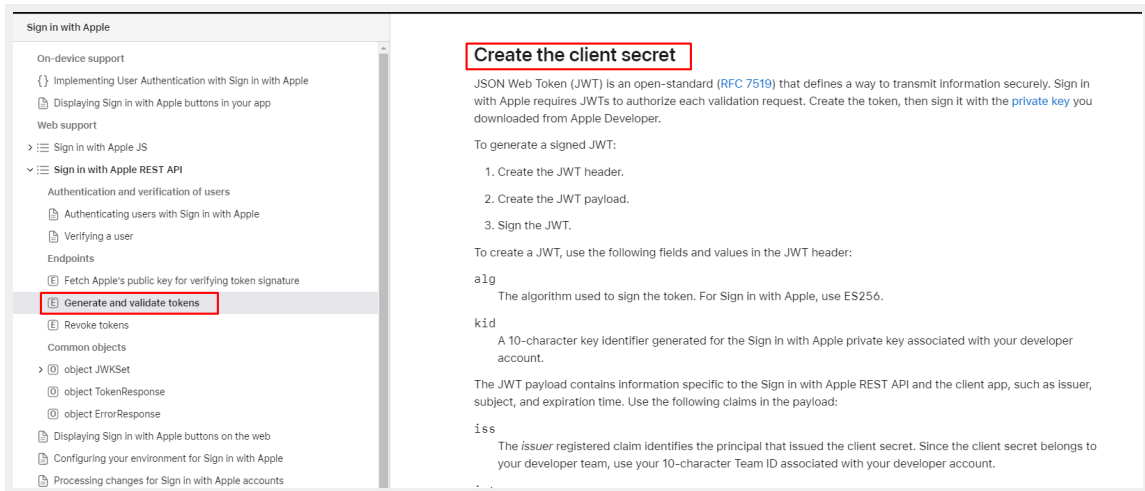 Sign in with Apple
On-device support
{} Implementing User Authentication with Sign in with Apple
Displaying Sign in with Apple buttons in your app
Web support
Sign in with Apple JS
Sign in with Apple REST API
Authentication and verification of users
Authenticating users with Sign in with Apple
Verifying a user
Endpoints
E Fetch Apple's public key for verifying token signature
E Generate and validate tokens
E Revoke tokens
Common objects
O object JWKSet
O object TokenResponse
O object ErrorResponse
Displaying Sign in with Apple buttons on the web
Configuring your environment for Sign in with Apple
Processing changes for Sign in with Apple accounts
Create the client secret
JSON Web Token (JWT) is an open-standard (RFC 7519) that defines a way to transmit information securely. Sign in
with Apple requires JWTs to authorize each validation request. Create the token, then sign it with the private key you
downloaded from Apple Developer.
To generate a signed JWT:
1. Create the JWT header.
2. Create the JWT payload.
3. Sign the JWT.
To create a JWT, use the following fields and values in the JWT header:
alg
The algorithm used to sign the token. For Sign in with Apple, use ES256.
kid
A 10-character key identifier generated for the Sign in with Apple private key associated with your developer
account.
The JWT payload contains information specific to the Sign in with Apple REST API and the client app, such as issuer,
subject, and expiration time. Use the following claims in the payload:
iss
The issuer registered claim identifies the principal that issued the client secret. Since the client secret belongs to
your developer team, use your 10-character Team ID associated with your developer account.